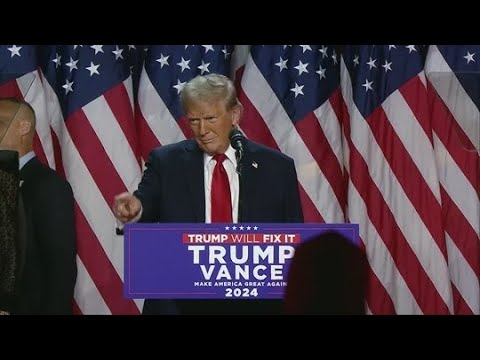 TRUMP WILL FIX IT
TRUMP
VANCE
MAKE AMERICA GREAT AGAIN!
2024